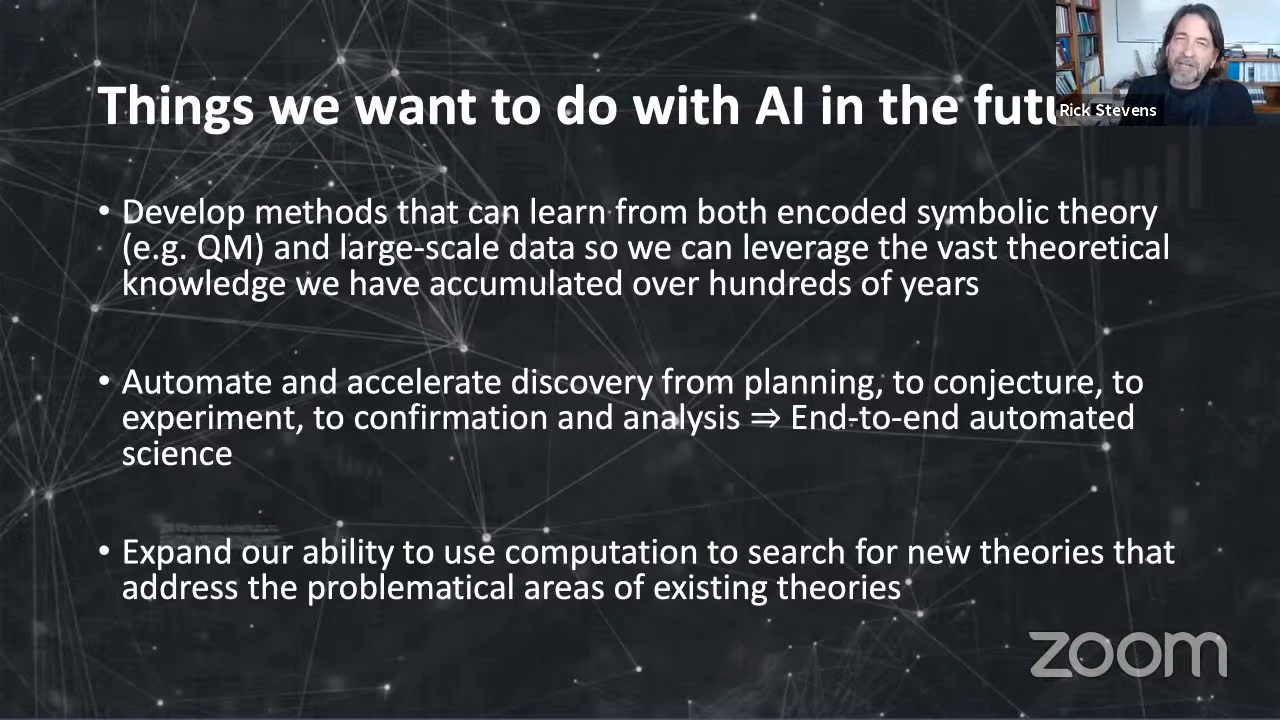 Things we want to do with AI in the futu
Rick Stevens
• Develop methods that can learn from both encoded symbolic theory
(e.g. QM) and large-scale data so we can leverage the vast theoretical
knowledge we have accumulated over hundreds of years
• Automate and accelerate discovery from planning, to conjecture, to
experiment, to confirmation and analysis ⇒ End-to-end automated
science
• Expand our ability to use computation to search for new theories that
address the problematical areas of existing theories
zoom